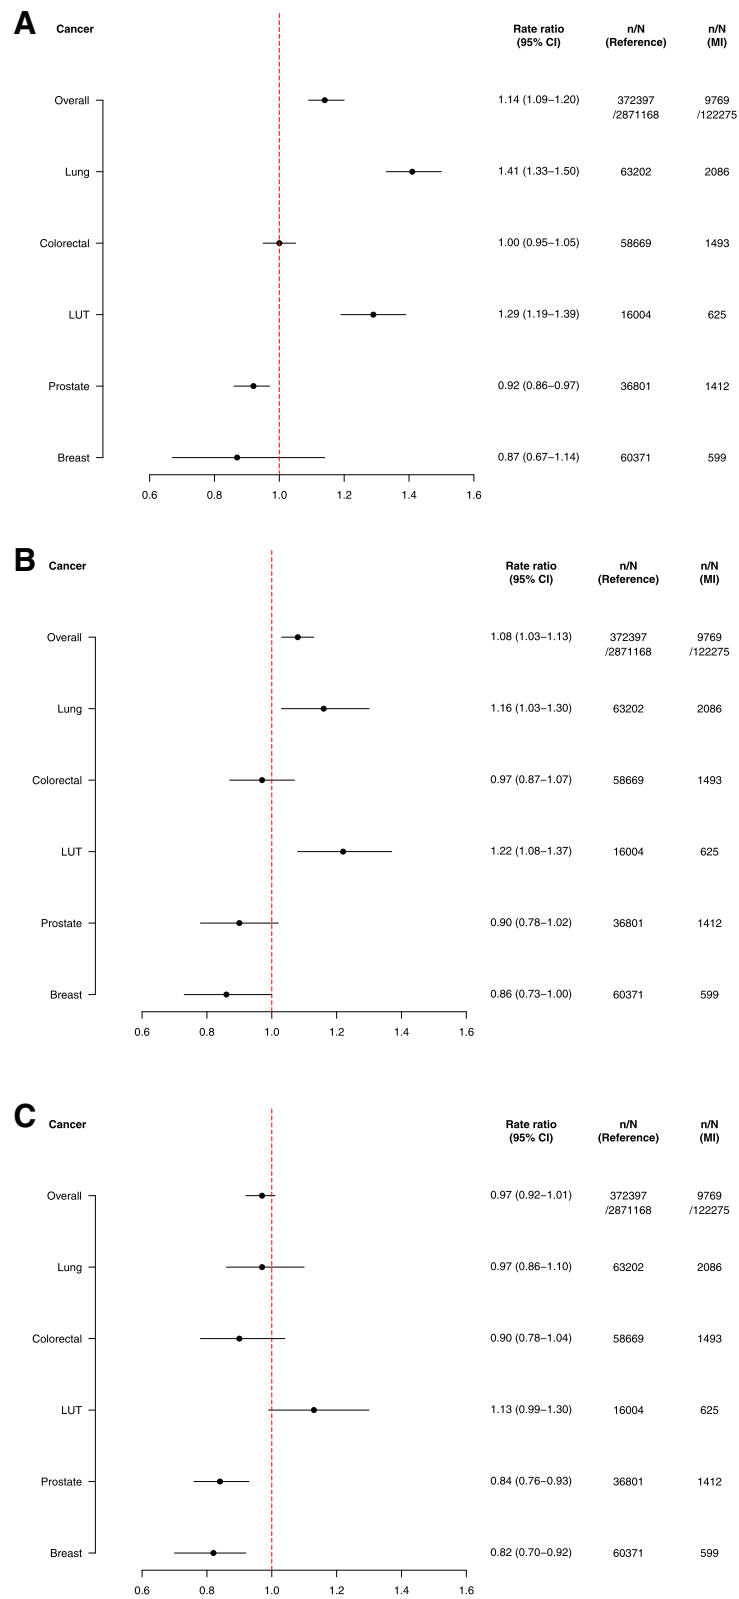 A
Cancer Rate ratio n/N n/N
(95% CI) (Reference) (MI)
Overall 1.14 (1.09–1.20) 372397 9769
/2871168 /122275
Lung 1.41 (1.33–1.50) 63202 2086
Colorectal 1.00 (0.95–1.05) 58669 1493
LUT 1.29 (1.19–1.39) 16004 625
Prostate 0.92 (0.86–0.97) 36801 1412
Breast 0.87 (0.67–1.14) 60371 599
0.6 0.8 1.0 1.2 1.4 1.6
B
Cancer Rate ratio n/N n/N
(95% CI) (Reference) (MI)
Overall 1.08 (1.03–1.13) 372397 9769
/2871168 /122275
Lung 1.16 (1.03–1.30) 63202 2086
Colorectal 0.97 (0.87–1.07) 58669 1493
LUT 1.22 (1.08–1.37) 16004 625
Prostate 0.90 (0.78–1.02) 36801 1412
Breast 0.86 (0.73–1.00) 60371 599
0.6 0.8 1.0 1.2 1.4 1.6
C
Cancer Rate ratio n/N n/N
(95% CI) (Reference) (MI)
Overall 0.97 (0.92–1.01) 372397 9769
/2871168 /122275
Lung 0.97 (0.86–1.10) 63202 2086
Colorectal 0.90 (0.78–1.04) 58669 1493
LUT 1.13 (0.99–1.30) 16004 625
Prostate 0.84 (0.76–0.93) 36801 1412
Breast 0.82 (0.70–0.92) 60371 599
0.6 0.8 1.0 1.2 1.4 1.6